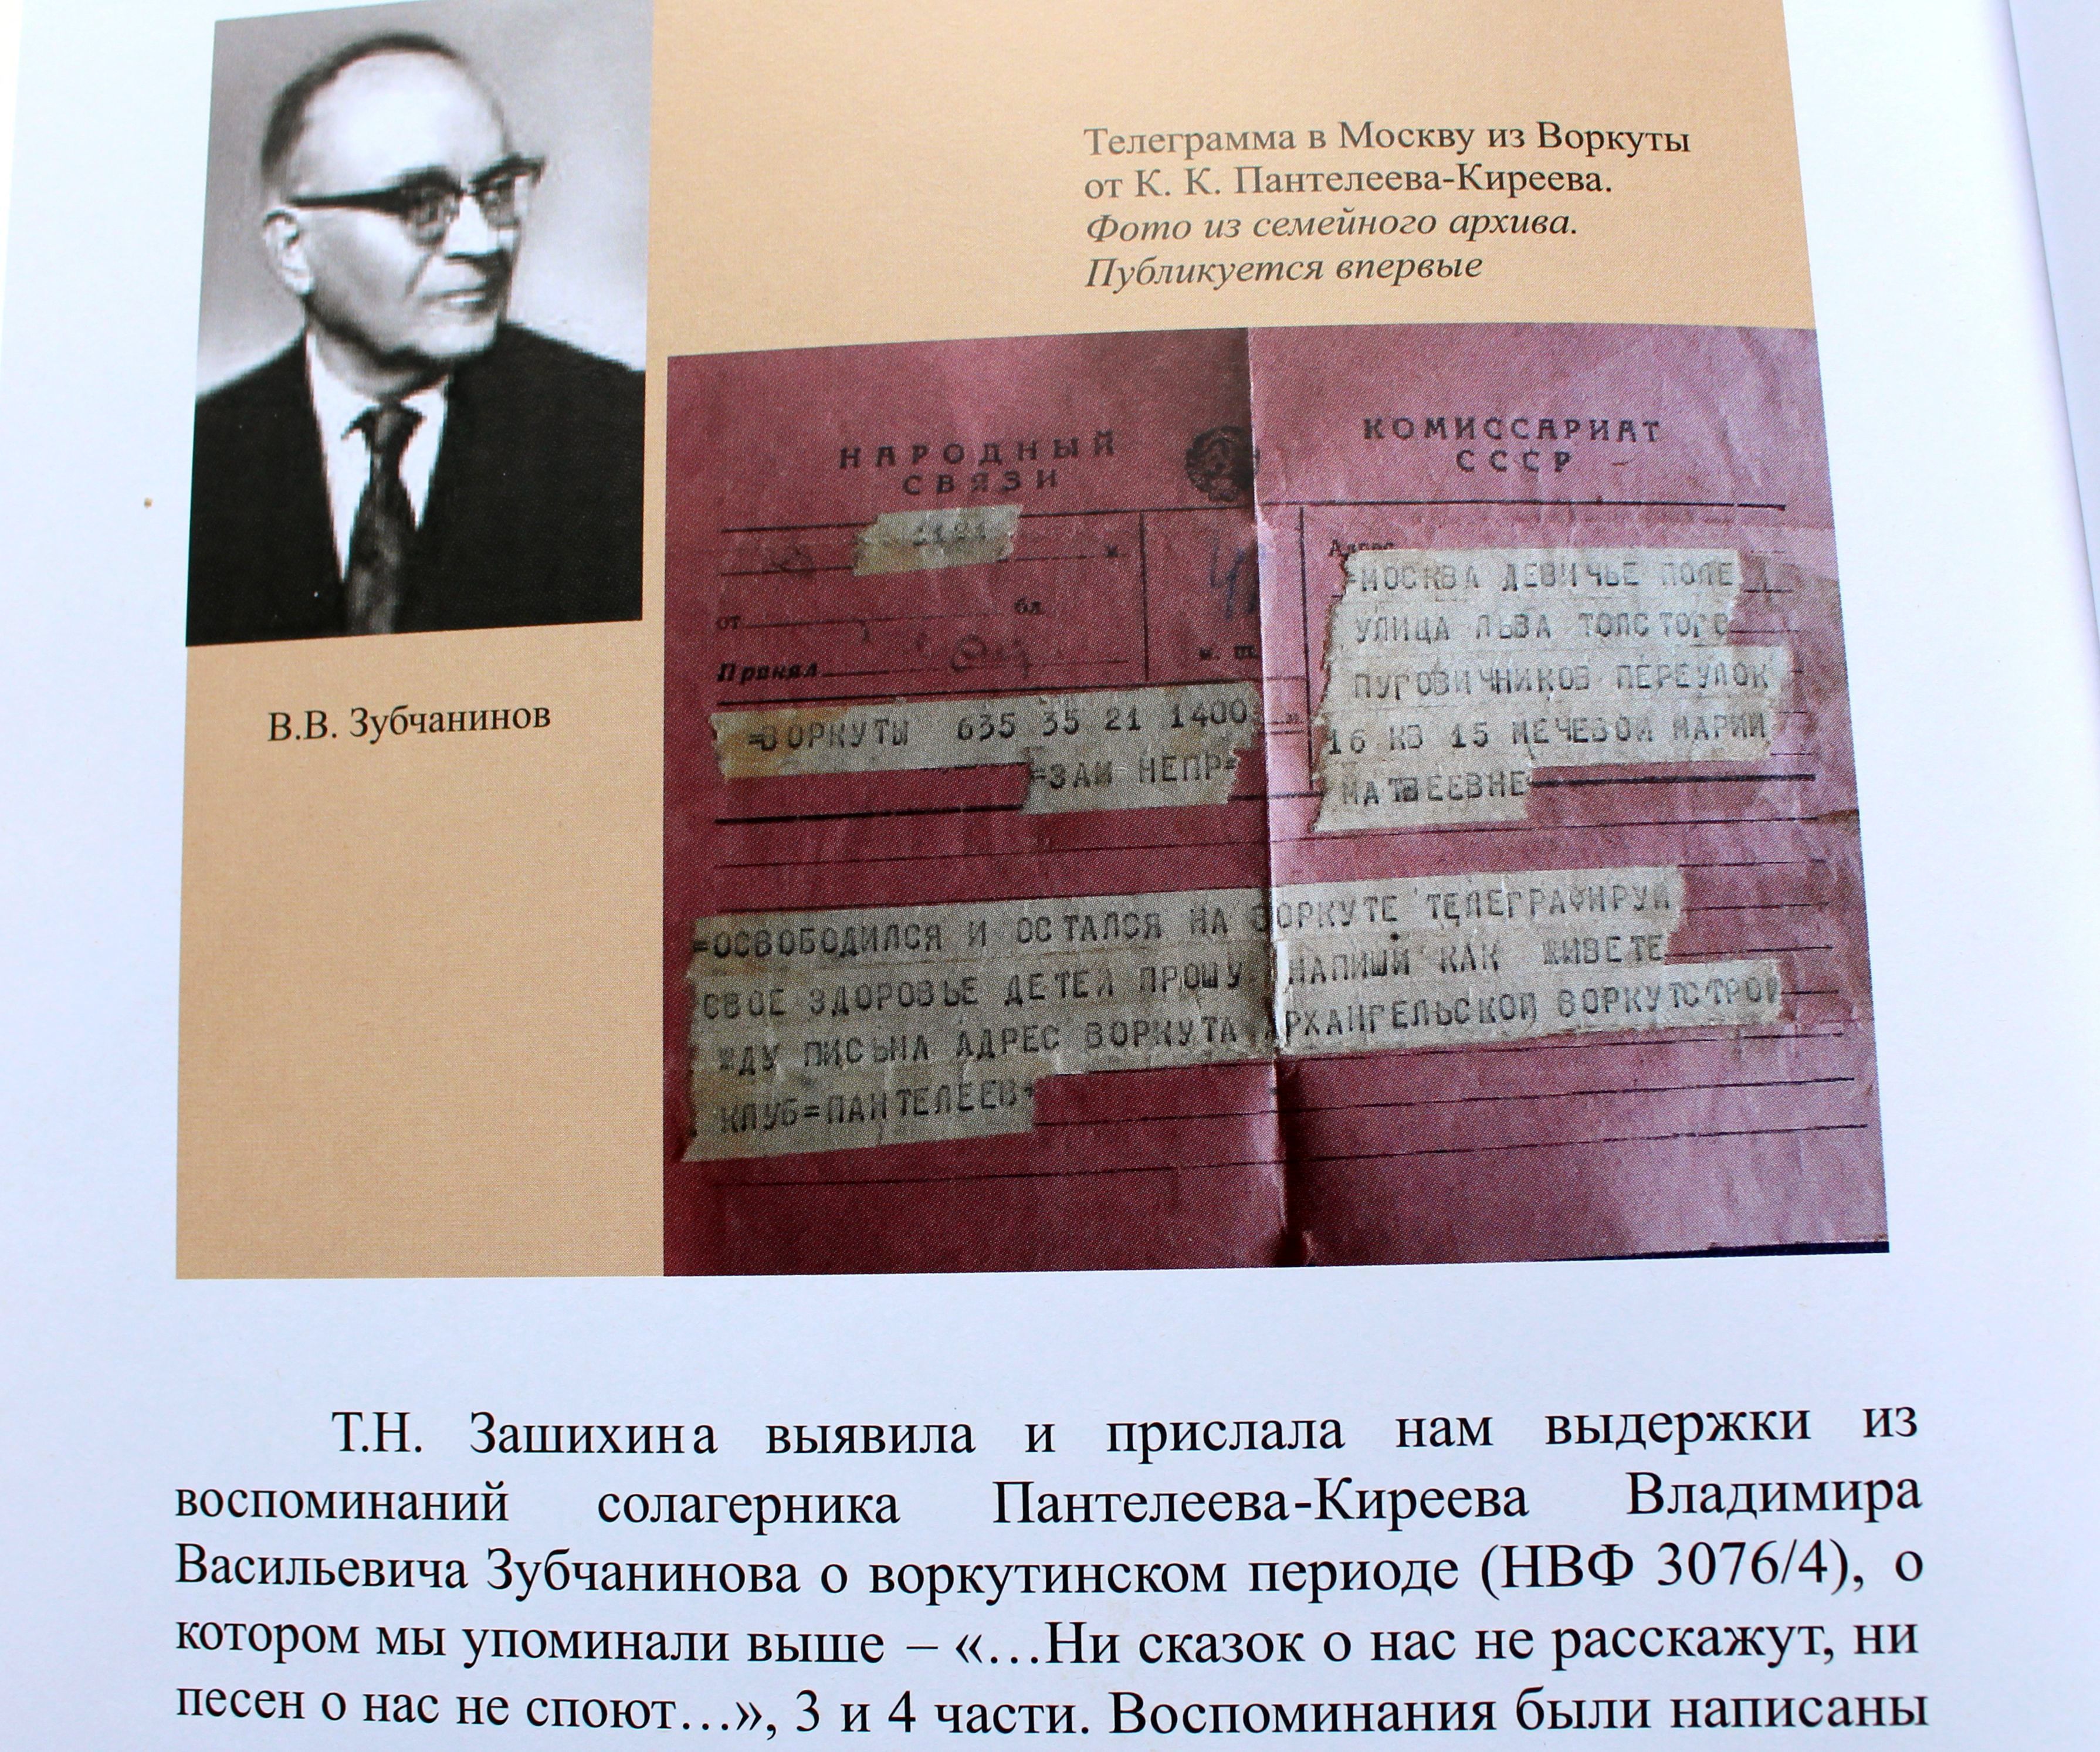 Телеграмма в Москву из Воркуты
от К. К. Пантелеева-Киреева.
Фото из семейного архива.
Публикуется впервые
В.В. Зубчанинов
НАРОДНЫЙ КОМИССАРИАТ
СВЯЗИ СССР
Адрес
от
бл
Принял
=МОСКВА ДЕВИЧЬЕ ПОЛЕ
УЛИЦА ЛЬВА ТОЛСТОГО
ПУГОВИЧНИКОВ ПЕРЕУЛОК
16 КВ 15 МЕЧЕВОЙ МАРИИ
МАТВЕЕВНЕ
=ВОРКУТЫ 635 35 21 1400
=ЗАМ НЕПР=
=ОСВОБОДИЛСЯ И ОСТАЛСЯ НА ВОРКУТЕ ТЕЛЕГРАФИРУЙ
СВОЕ ЗДОРОВЬЕ ДЕТЕЙ ПРОШУ НАПИШИ КАК ЖИВЕТЕ
ЖДУ ПИСЬМА АДРЕС ВОРКУТА АРХАНГЕЛЬСКОЙ ВОРКУТСТРОЙ
КЛУБ=ПАНТЕЛЕЕВ+
Т.Н. Зашихина выявила и прислала нам выдержки из
воспоминаний солагерника Пантелеева-Киреева Владимира
Васильевича Зубчанинова о воркутинском периоде (НВФ 3076/4), о
котором мы упоминали выше – «…Ни сказок о нас не расскажут, ни
песен о нас не споют…», 3 и 4 части. Воспоминания были написаны